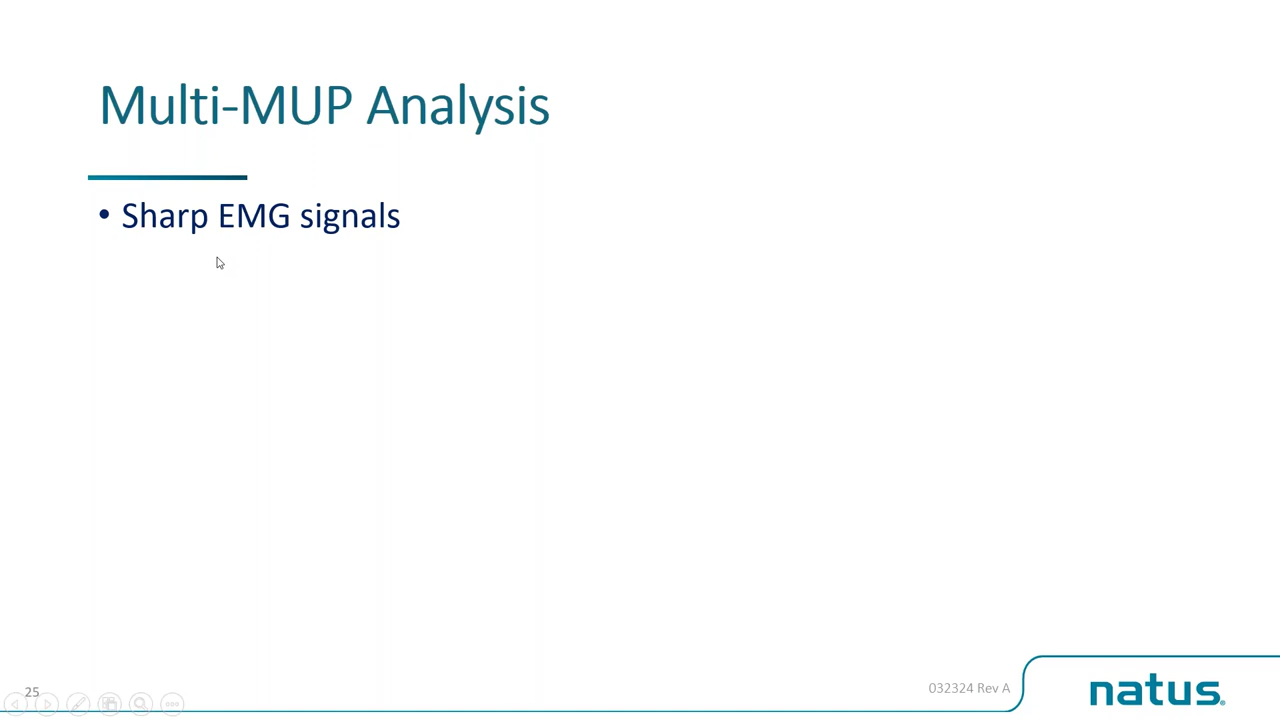 Multi-MUP Analysis
• Sharp EMG signals
25
032324 Rev A
natus.